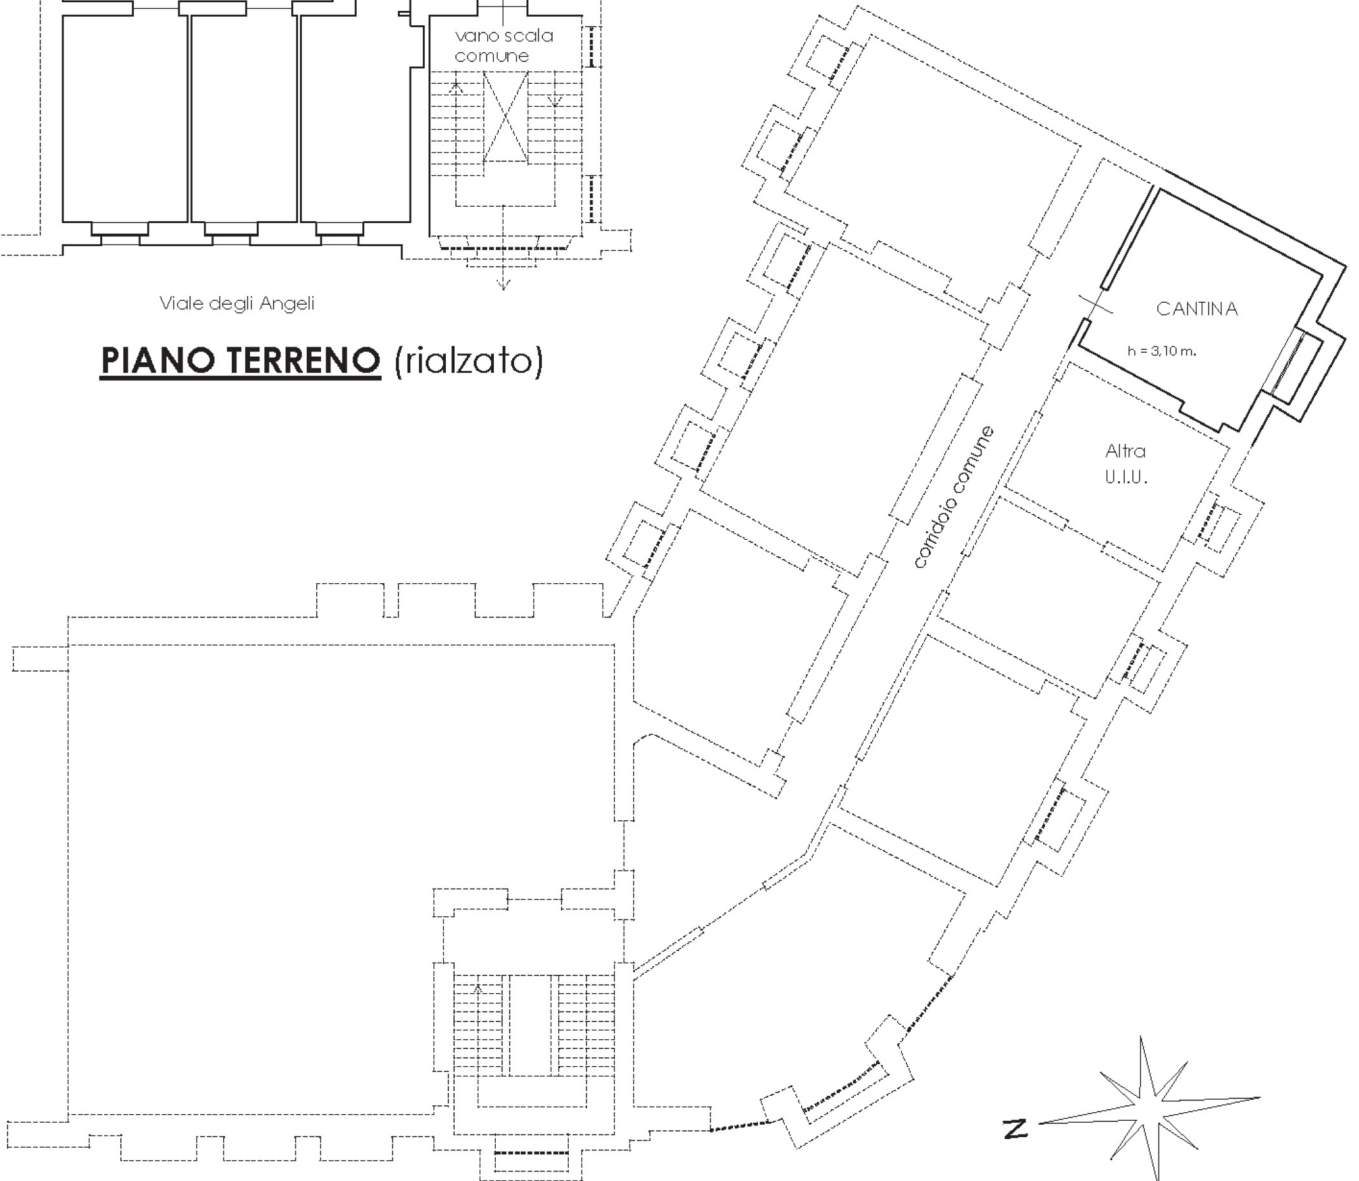 vano scala
comune
Viale degli Angeli
PIANO TERRENO (rialzato)
CANTINA
h = 3,10 m.
Altra
U.I.U.
corridoio comune
N